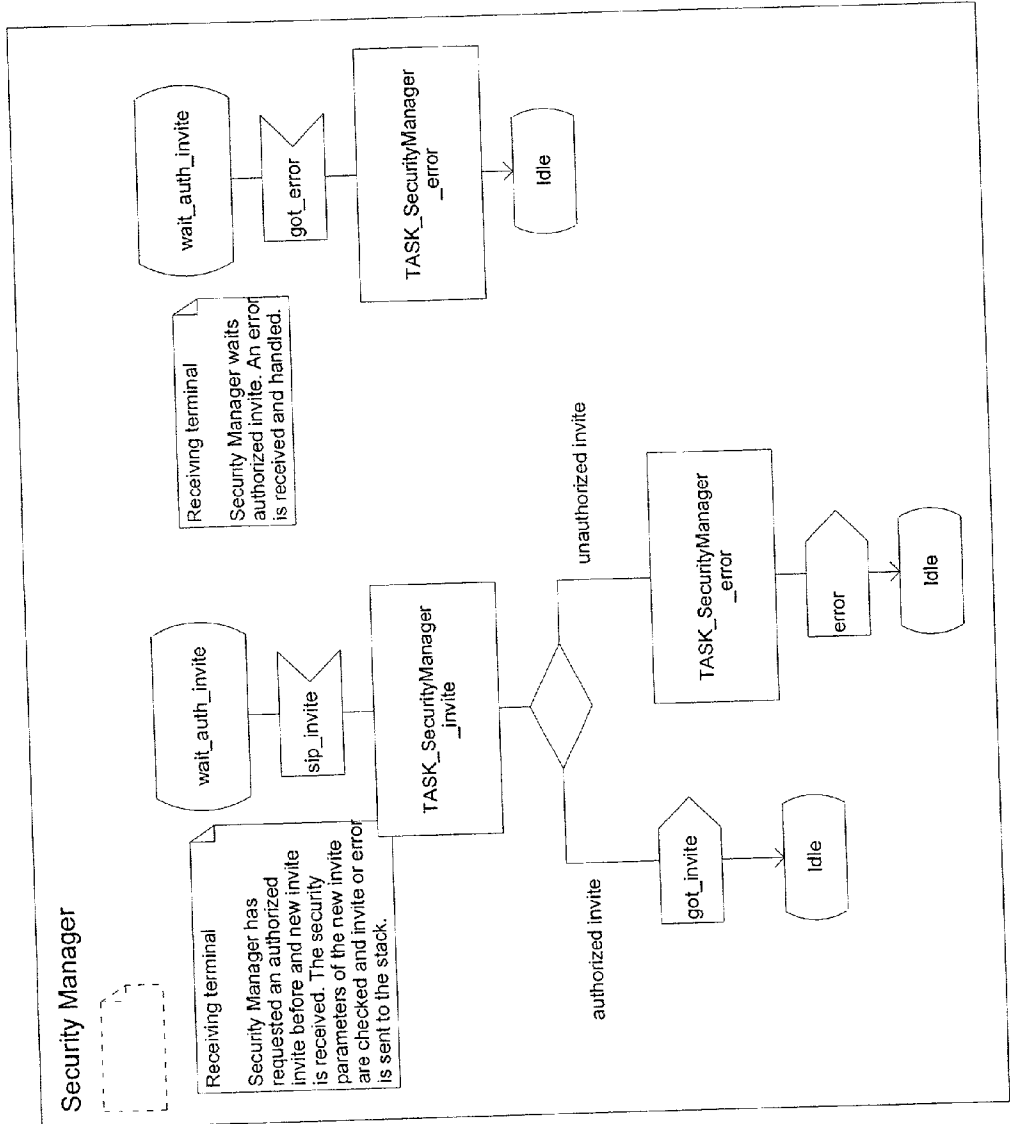 Security Manager
Receiving terminal
Security Manager has
requested an authorized
invite before and new invite
is received. The security
parameters of the new invite
are checked and invite or error
is sent to the stack.
wait_auth_invite
sip_invite
TASK_SecurityManager
_invite
authorized invite
got_invite
Idle
unauthorized invite
TASK_SecurityManager
_error
error
Idle
Receiving terminal
Security Manager waits
authorized invite. An error
is received and handled.
wait_auth_invite
got_error
TASK_SecurityManager
_error
Idle